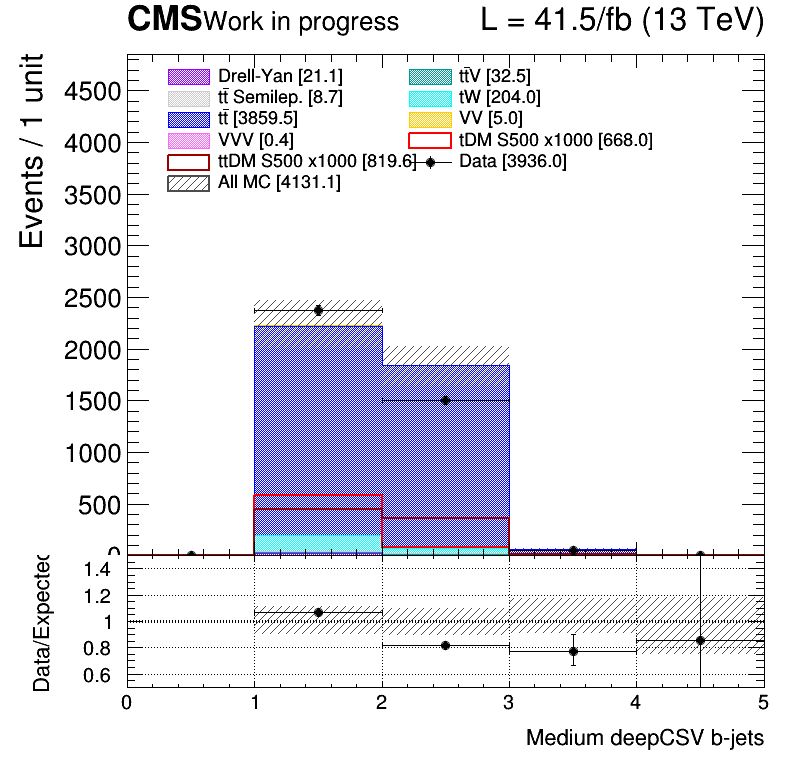 CMS Work in progress L = 41.5/fb (13 TeV)
Events / 1 unit
Drell-Yan [21.1]
tt̄ Semilep. [8.7]
tt̄ [3859.5]
VVV [0.4]
ttDM S500 x1000 [819.6]
All MC [4131.1]
tt̄V [32.5]
tW [204.0]
VV [5.0]
tDM S500 x1000 [668.0]
Data [3936.0]
4500
4000
3500
3000
2500
2000
1500
1000
500
0
Data/Expected
1.4
1.2
1
0.8
0.6
0 1 2 3 4 5
Medium deepCSV b-jets